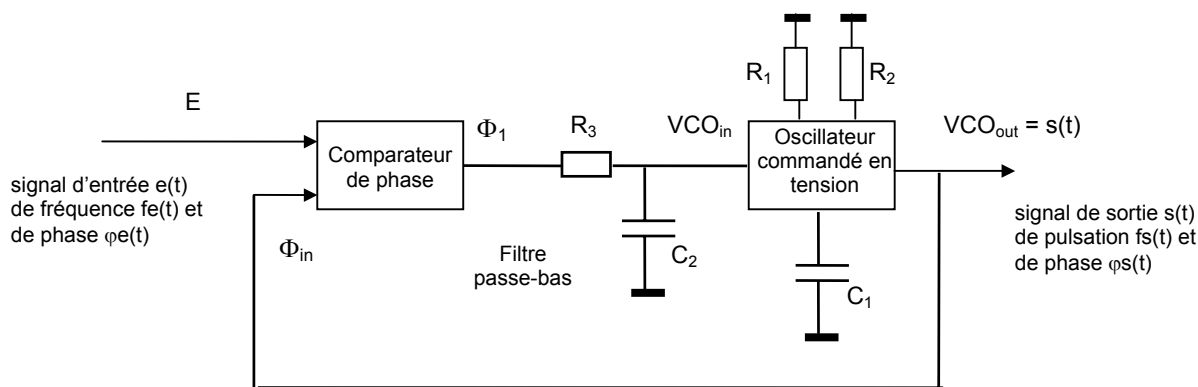 R₁
R₂
E
Φ₁
R₃
VCOᵢₙ
VCOₒᵤₜ = s(t)
Comparateur
de phase
Oscillateur
commandé en
tension
signal d’entrée e(t)
de fréquence fe(t) et
de phase φe(t)
Φᵢₙ
Filtre
passe-bas
C₂
C₁
signal de sortie s(t)
de pulsation fs(t) et
de phase φs(t)